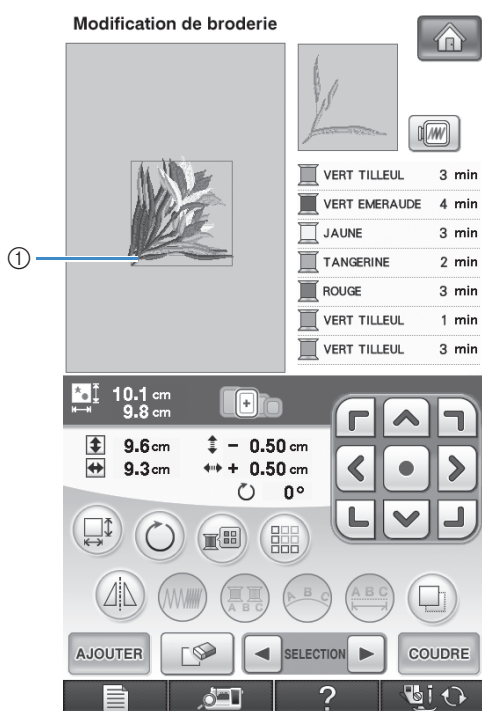 Modification de broderie
VERT TILLEUL 3 min
VERT EMERAUDE 4 min
JAUNE 3 min
TANGERINE 2 min
ROUGE 3 min
VERT TILLEUL 1 min
VERT TILLEUL 3 min
①
10.1 cm
9.8 cm
9.6 cm - 0.50 cm
9.3 cm + 0.50 cm
0°
A B C A B C A B C
AJOUTER SELECTION COUDRE
?